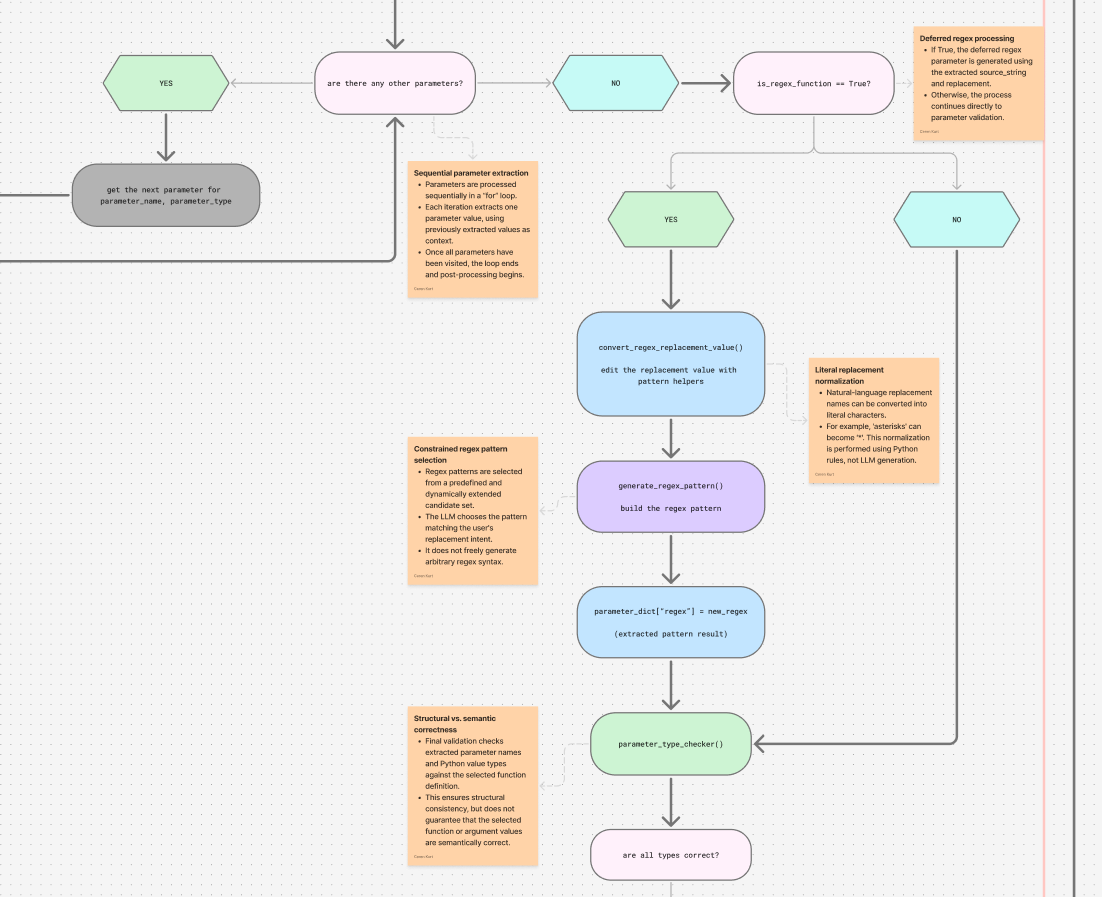 Deferred regex processing
• If True, the deferred regex
parameter is generated using
the extracted source_string
and replacement.
• Otherwise, the process
continues directly to
parameter validation.
YES
are there any other parameters?
NO
is_regex_function == True?
get the next parameter for
parameter_name, parameter_type
Sequential parameter extraction
• Parameters are processed
sequentially in a "for" loop.
• Each iteration extracts one
parameter value, using
previously extracted values as
context.
• Once all parameters have
been visited, the loop ends
and post-processing begins.
YES
NO
convert_regex_replacement_value()
edit the replacement value with
pattern helpers
Literal replacement
normalization
• Natural-language replacement
names can be converted into
literal characters.
• For example, 'asterisks' can
become '*'. This normalization
is performed using Python
rules, not LLM generation.
Constrained regex pattern
selection
• Regex patterns are selected
from a predefined and
dynamically extended
candidate set.
• The LLM chooses the pattern
matching the user's
replacement intent.
• It does not freely generate
arbitrary regex syntax.
generate_regex_pattern()
build the regex pattern
parameter_dict["regex"] = new_regex
(extracted pattern result)
Structural vs. semantic
correctness
• Final validation checks
extracted parameter names
and Python value types
against the selected function
definition.
• This ensures structural
consistency, but does not
guarantee that the selected
function or argument values
are semantically correct.
parameter_type_checker()
are all types correct?